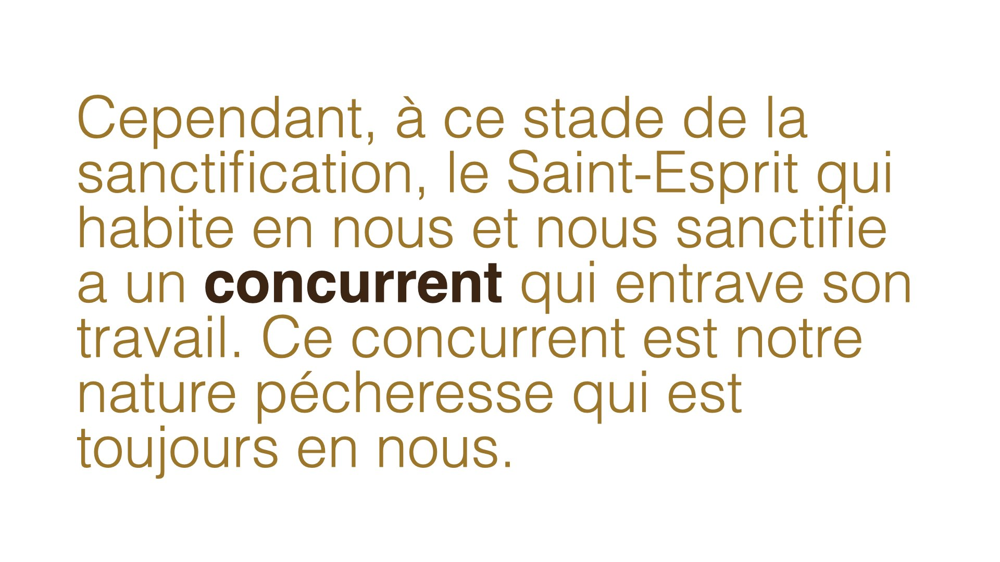 Cependant, à ce stade de la
sanctification, le Saint-Esprit qui
habite en nous et nous sanctifie
a un concurrent qui entrave son
travail. Ce concurrent est notre
nature pécheresse qui est
toujours en nous.